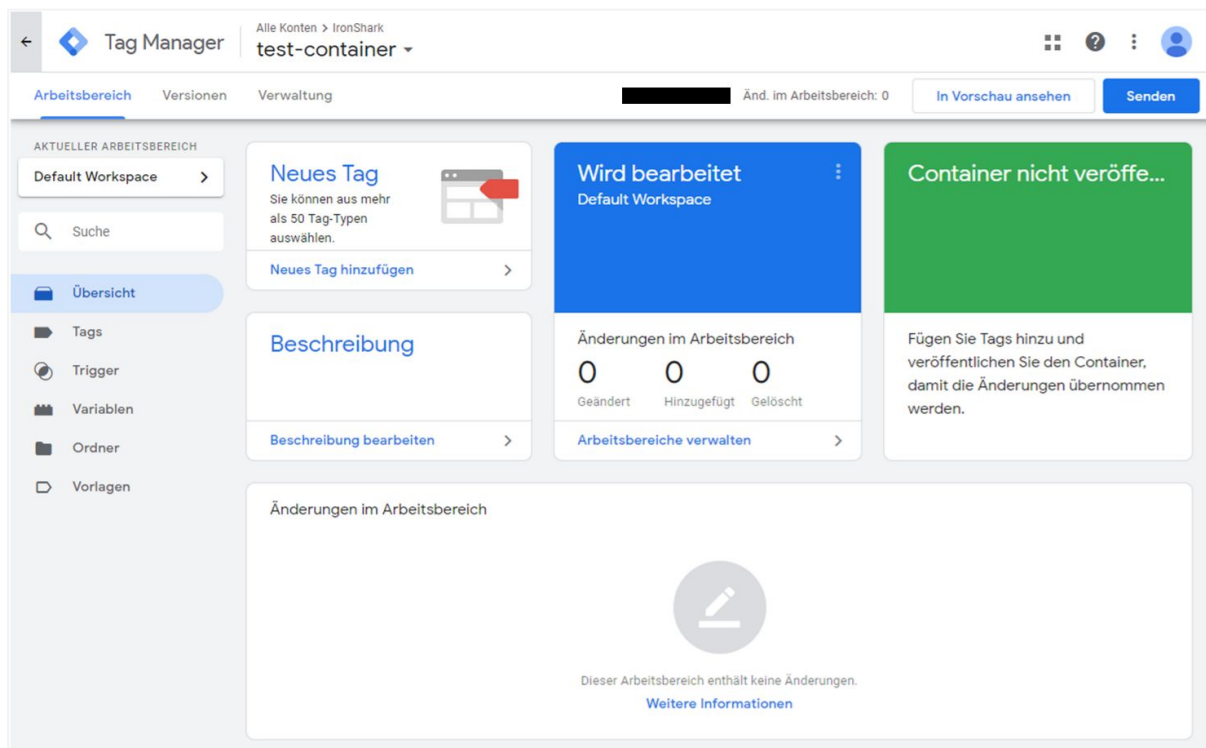 Alle Konten > IronShark
Tag Manager
test-container
Arbeitsbereich
Versionen
Verwaltung
Änd. im Arbeitsbereich: 0
In Vorschau ansehen
Senden
AKTUELLER ARBEITSBEREICH
Default Workspace
Suche
Übersicht
Tags
Trigger
Variablen
Ordner
Vorlagen
Neues Tag
Sie können aus mehr
als 50 Tag-Typen
auswählen.
Neues Tag hinzufügen
Beschreibung
Beschreibung bearbeiten
Wird bearbeitet
Default Workspace
Änderungen im Arbeitsbereich
0 0 0
Geändert Hinzugefügt Gelöscht
Arbeitsbereiche verwalten
Container nicht veröffe...
Fügen Sie Tags hinzu und
veröffentlichen Sie den Container,
damit die Änderungen übernommen
werden.
Änderungen im Arbeitsbereich
Dieser Arbeitsbereich enthält keine Änderungen.
Weitere Informationen